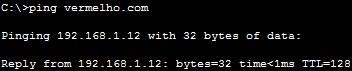 C:\>ping vermelho.com
Pinging 192.168.1.12 with 32 bytes of data:
Reply from 192.168.1.12: bytes=32 time<1ms TTL=128